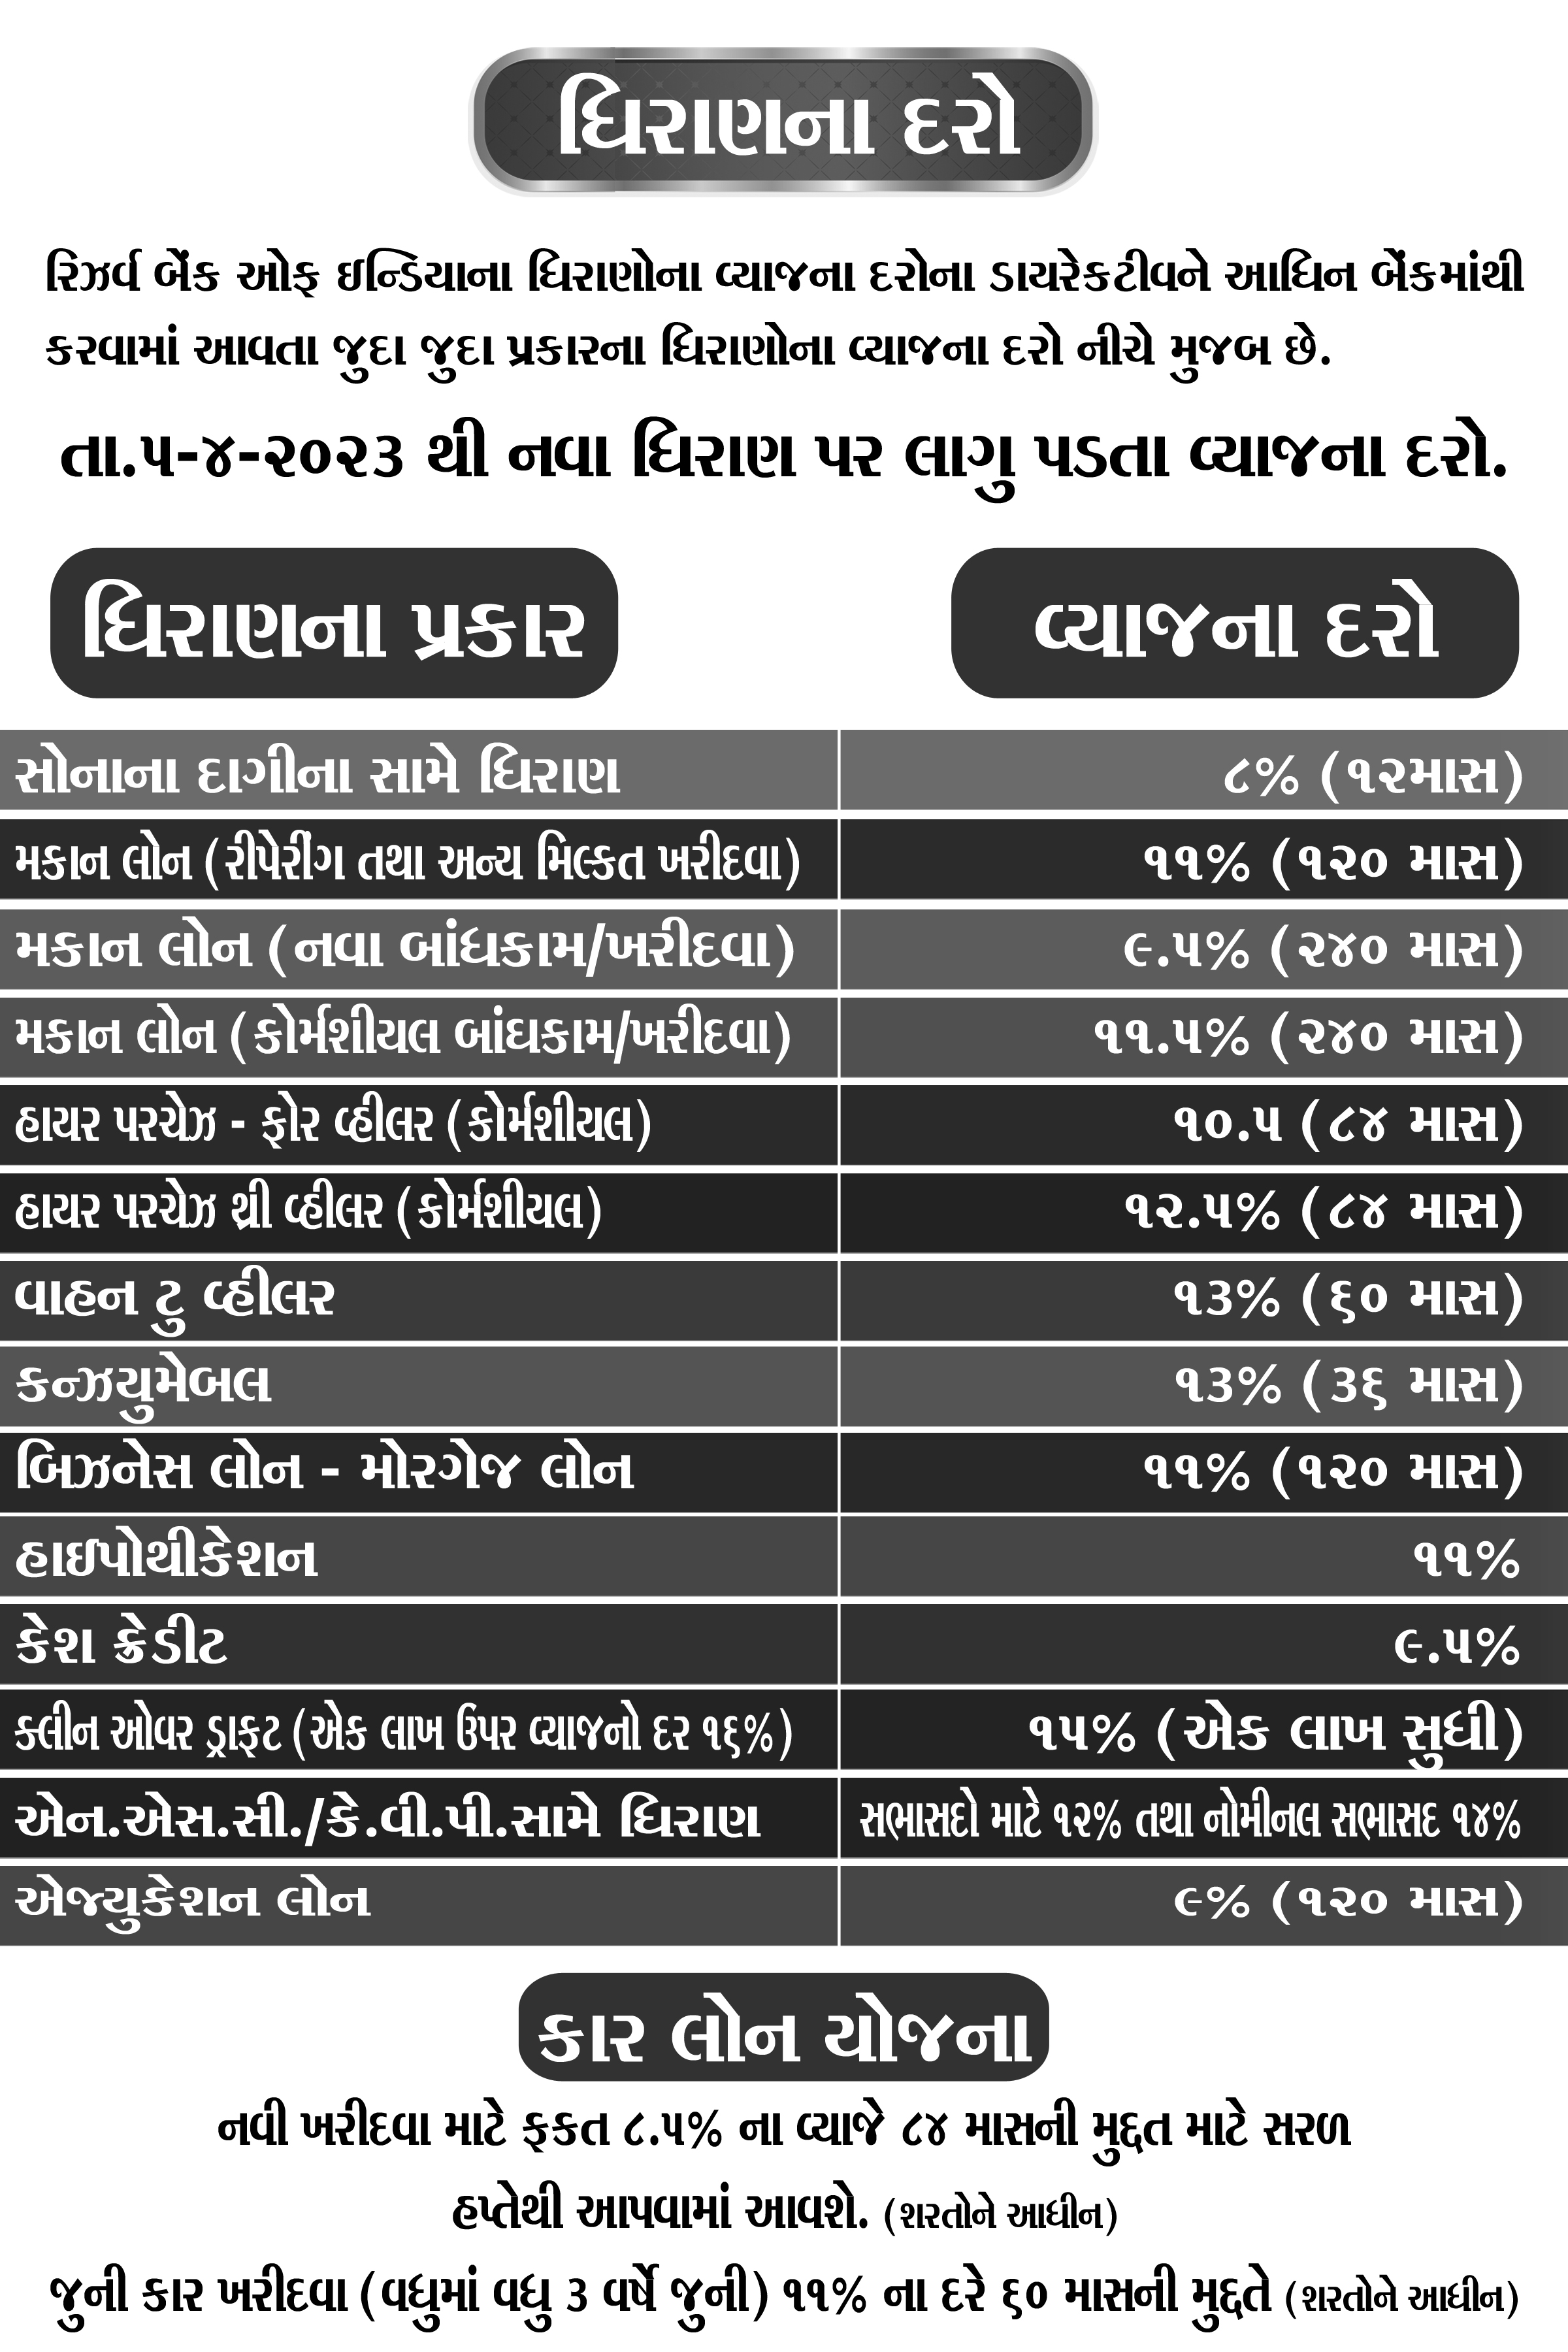 ધિરાણના દરો
રિઝર્વ બેંક ઓફ ઇન્ડિયાના ધિરાણોના વ્યાજના દરોના ડાયરેકટીવને આધિન બેંકમાંથી
કરવામાં આવતા જુદા જુદા પ્રકારના ધિરાણોના વ્યાજના દરો નીચે મુજબ છે.
તા.૫-૪-૨૦૨૩ થી નવા ધિરાણ પર લાગુ પડતા વ્યાજના દરો.
ધિરાણના પ્રકાર વ્યાજના દરો
સોનાના દાગીના સામે ધિરાણ ૮% (૧૨માસ)
મકાન લોન (રીપેરીંગ તથા અન્ય મિલ્કત ખરીદવા) ૧૧% (૧૨૦ માસ)
મકાન લોન (નવા બાંધકામ/ખરીદવા) ૯.૫% (૨૪૦ માસ)
મકાન લોન (કોર્મશીયલ બાંધકામ/ખરીદવા) ૧૧.૫% (૨૪૦ માસ)
હાયર પરચેઝ - ફોર વ્હીલર (કોર્મશીયલ) ૧૦.૫ (૮૪ માસ)
હાયર પરચેઝ થ્રી વ્હીલર (કોર્મશીયલ) ૧૨.૫% (૮૪ માસ)
વાહન ટુ વ્હીલર ૧૩% (૬૦ માસ)
કન્ઝયુમેબલ ૧૩% (૩૬ માસ)
બિઝનેસ લોન - મોરગેજ લોન ૧૧% (૧૨૦ માસ)
હાઇપોથીકેશન ૧૧%
કેશ ક્રેડીટ ૯.૫%
ક્લીન ઓવર ડ્રાફટ (એક લાખ ઉપર વ્યાજનો દર ૧૬%) ૧૫% (એક લાખ સુધી)
એન.એસ.સી./કે.વી.પી.સામે ધિરાણ સભાસદો માટે ૧૨% તથા નોમીનલ સભાસદ ૧૪%
એજ્યુકેશન લોન ૯% (૧૨૦ માસ)
કાર લોન યોજના
નવી ખરીદવા માટે ફકત ૮.૫% ના વ્યાજે ૮૪ માસની મુદ્દત માટે સરળ
હપ્તેથી આપવામાં આવશે. (શરતોને આધીન)
જુની કાર ખરીદવા (વધુમાં વધુ ૩ વર્ષે જુની) ૧૧% ના દરે ૬૦ માસની મુદ્દતે (શરતોને આધીન)